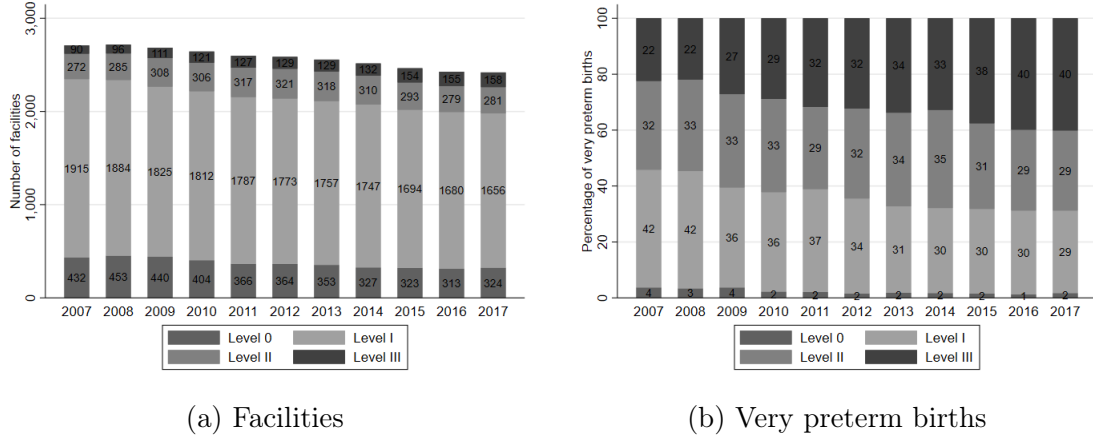 3,000
2,000
1,000
0
Number of facilities
90 96 111 121 127 129 129 132 154 155 158
272 285 308 306 317 321 318 310 293 279 281
1915 1884 1825 1812 1787 1773 1757 1747 1694 1680 1656
432 453 440 404 366 364 353 327 323 313 324
2007 2008 2009 2010 2011 2012 2013 2014 2015 2016 2017
Level 0 Level I
Level II Level III
(a) Facilities
100
80
60
40
20
0
Percentage of very preterm births
22 22 27 29 32 32 34 33 38 40 40
32 33 33 33 29 32 34 35 31 29 29
42 42 36 36 37 34 31 30 30 30 29
4 3 4 2 2 2 2 2 2 1 2
2007 2008 2009 2010 2011 2012 2013 2014 2015 2016 2017
Level 0 Level I
Level II Level III
(b) Very preterm births